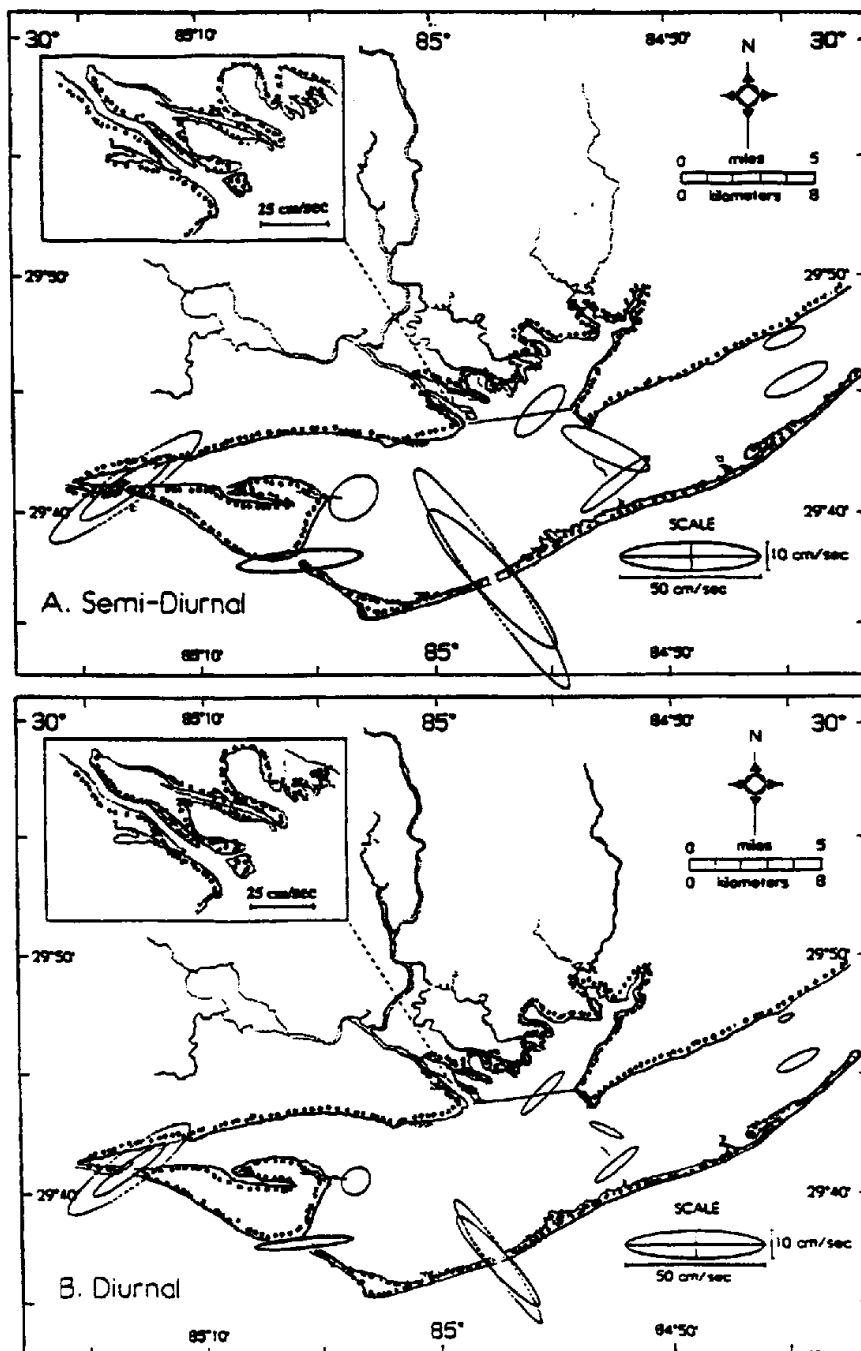 30° 85°10' 85° 84°50' 30°
N
0 miles 5
0 kilometers 8
25 cm/sec
29°50' 29°50'
29°40' 29°40'
SCALE
10 cm/sec
50 cm/sec
A. Semi-Diurnal
85°10' 85° 84°50'
30° 85°10' 85° 84°50' 30°
N
0 miles 5
0 kilometers 8
25 cm/sec
29°50' 29°50'
29°40' 29°40'
SCALE
10 cm/sec
50 cm/sec
B. Diurnal
85°10' 85° 84°50'